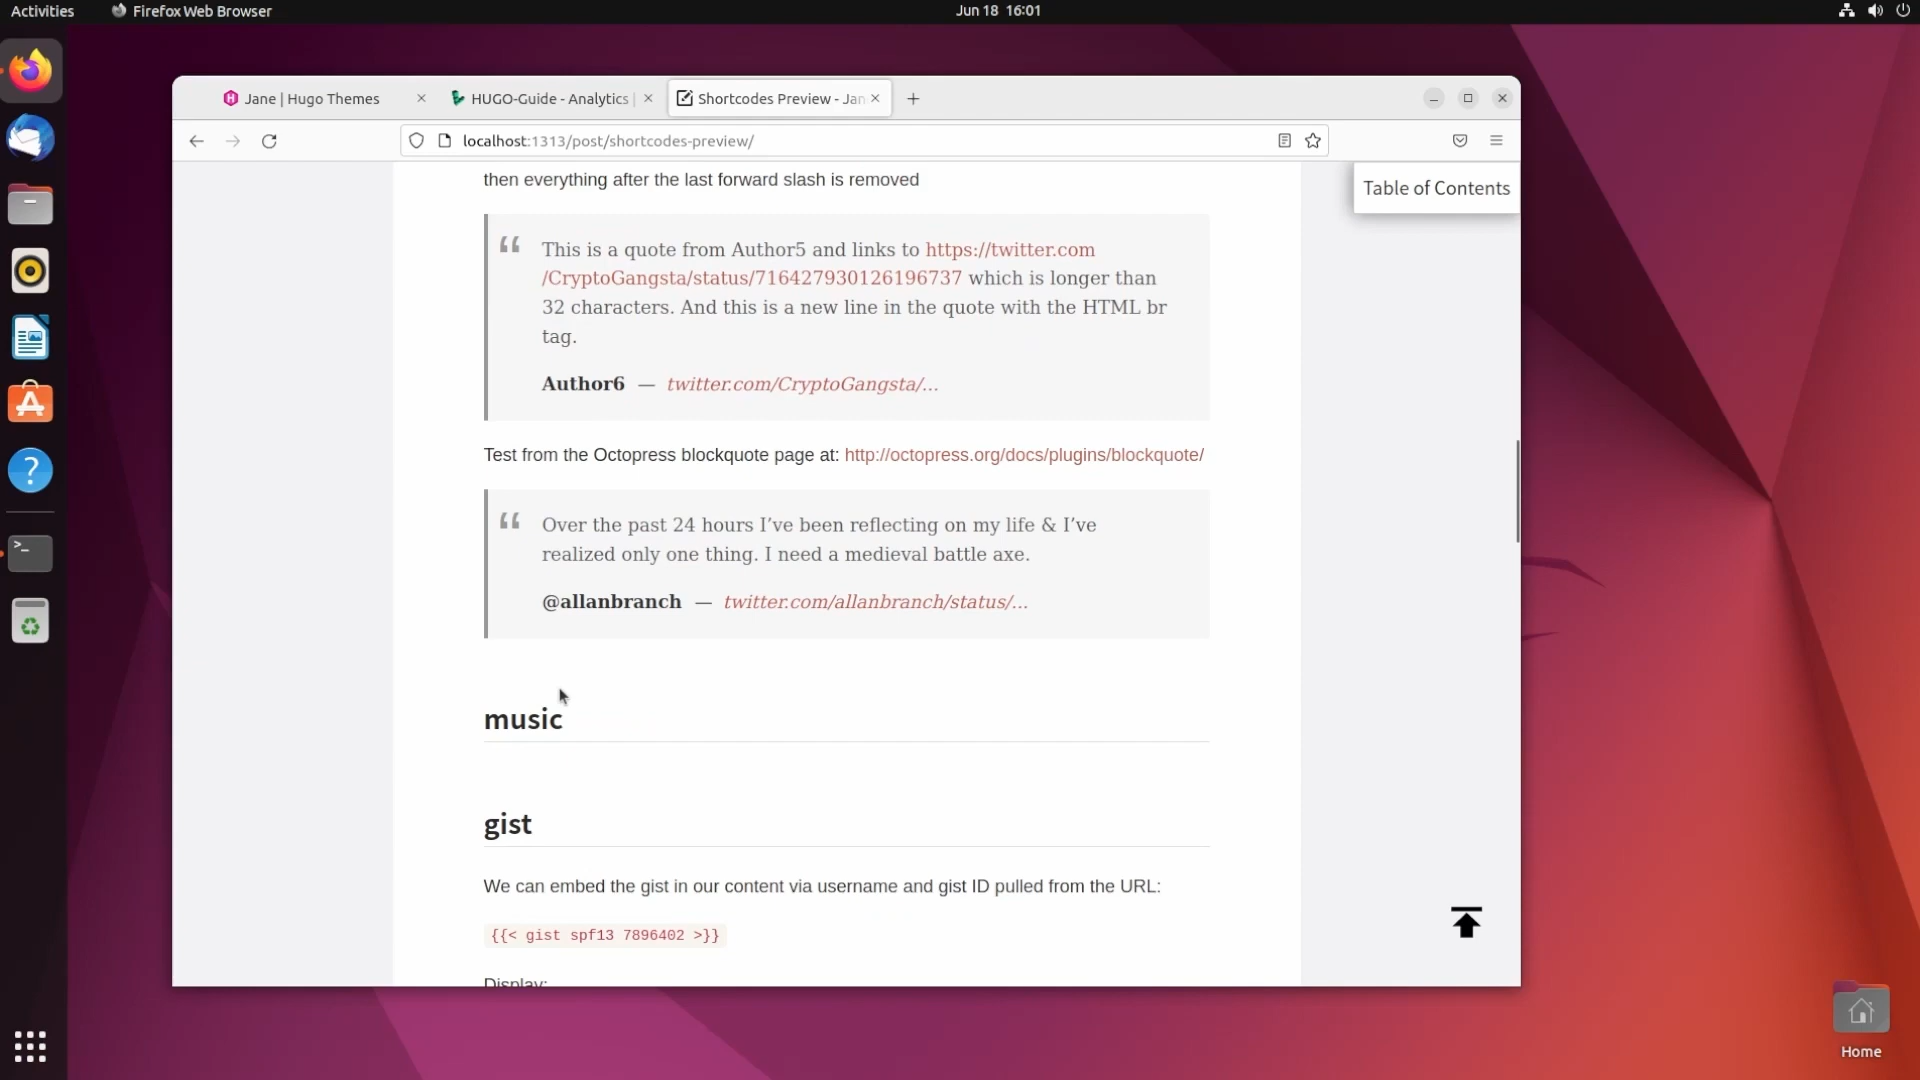 Activities
Firefox Web Browser
Jun 18 16:01
Jane | Hugo Themes
HUGO-Guide - Analytics |
Shortcodes Preview - Jan
localhost:1313/post/shortcodes-preview/
Table of Contents
then everything after the last forward slash is removed
“ This is a quote from Author5 and links to https://twitter.com
/CryptoGangsta/status/716427930126196737 which is longer than
32 characters. And this is a new line in the quote with the HTML br
tag.
Author6 — twitter.com/CryptoGangsta/...
Test from the Octopress blockquote page at: http://octopress.org/docs/plugins/blockquote/
“ Over the past 24 hours I’ve been reflecting on my life & I’ve
realized only one thing. I need a medieval battle axe.
@allanbranch — twitter.com/allanbranch/status/...
music
gist
We can embed the gist in our content via username and gist ID pulled from the URL:
{{< gist spf13 7896402 >}}
Display:
Home